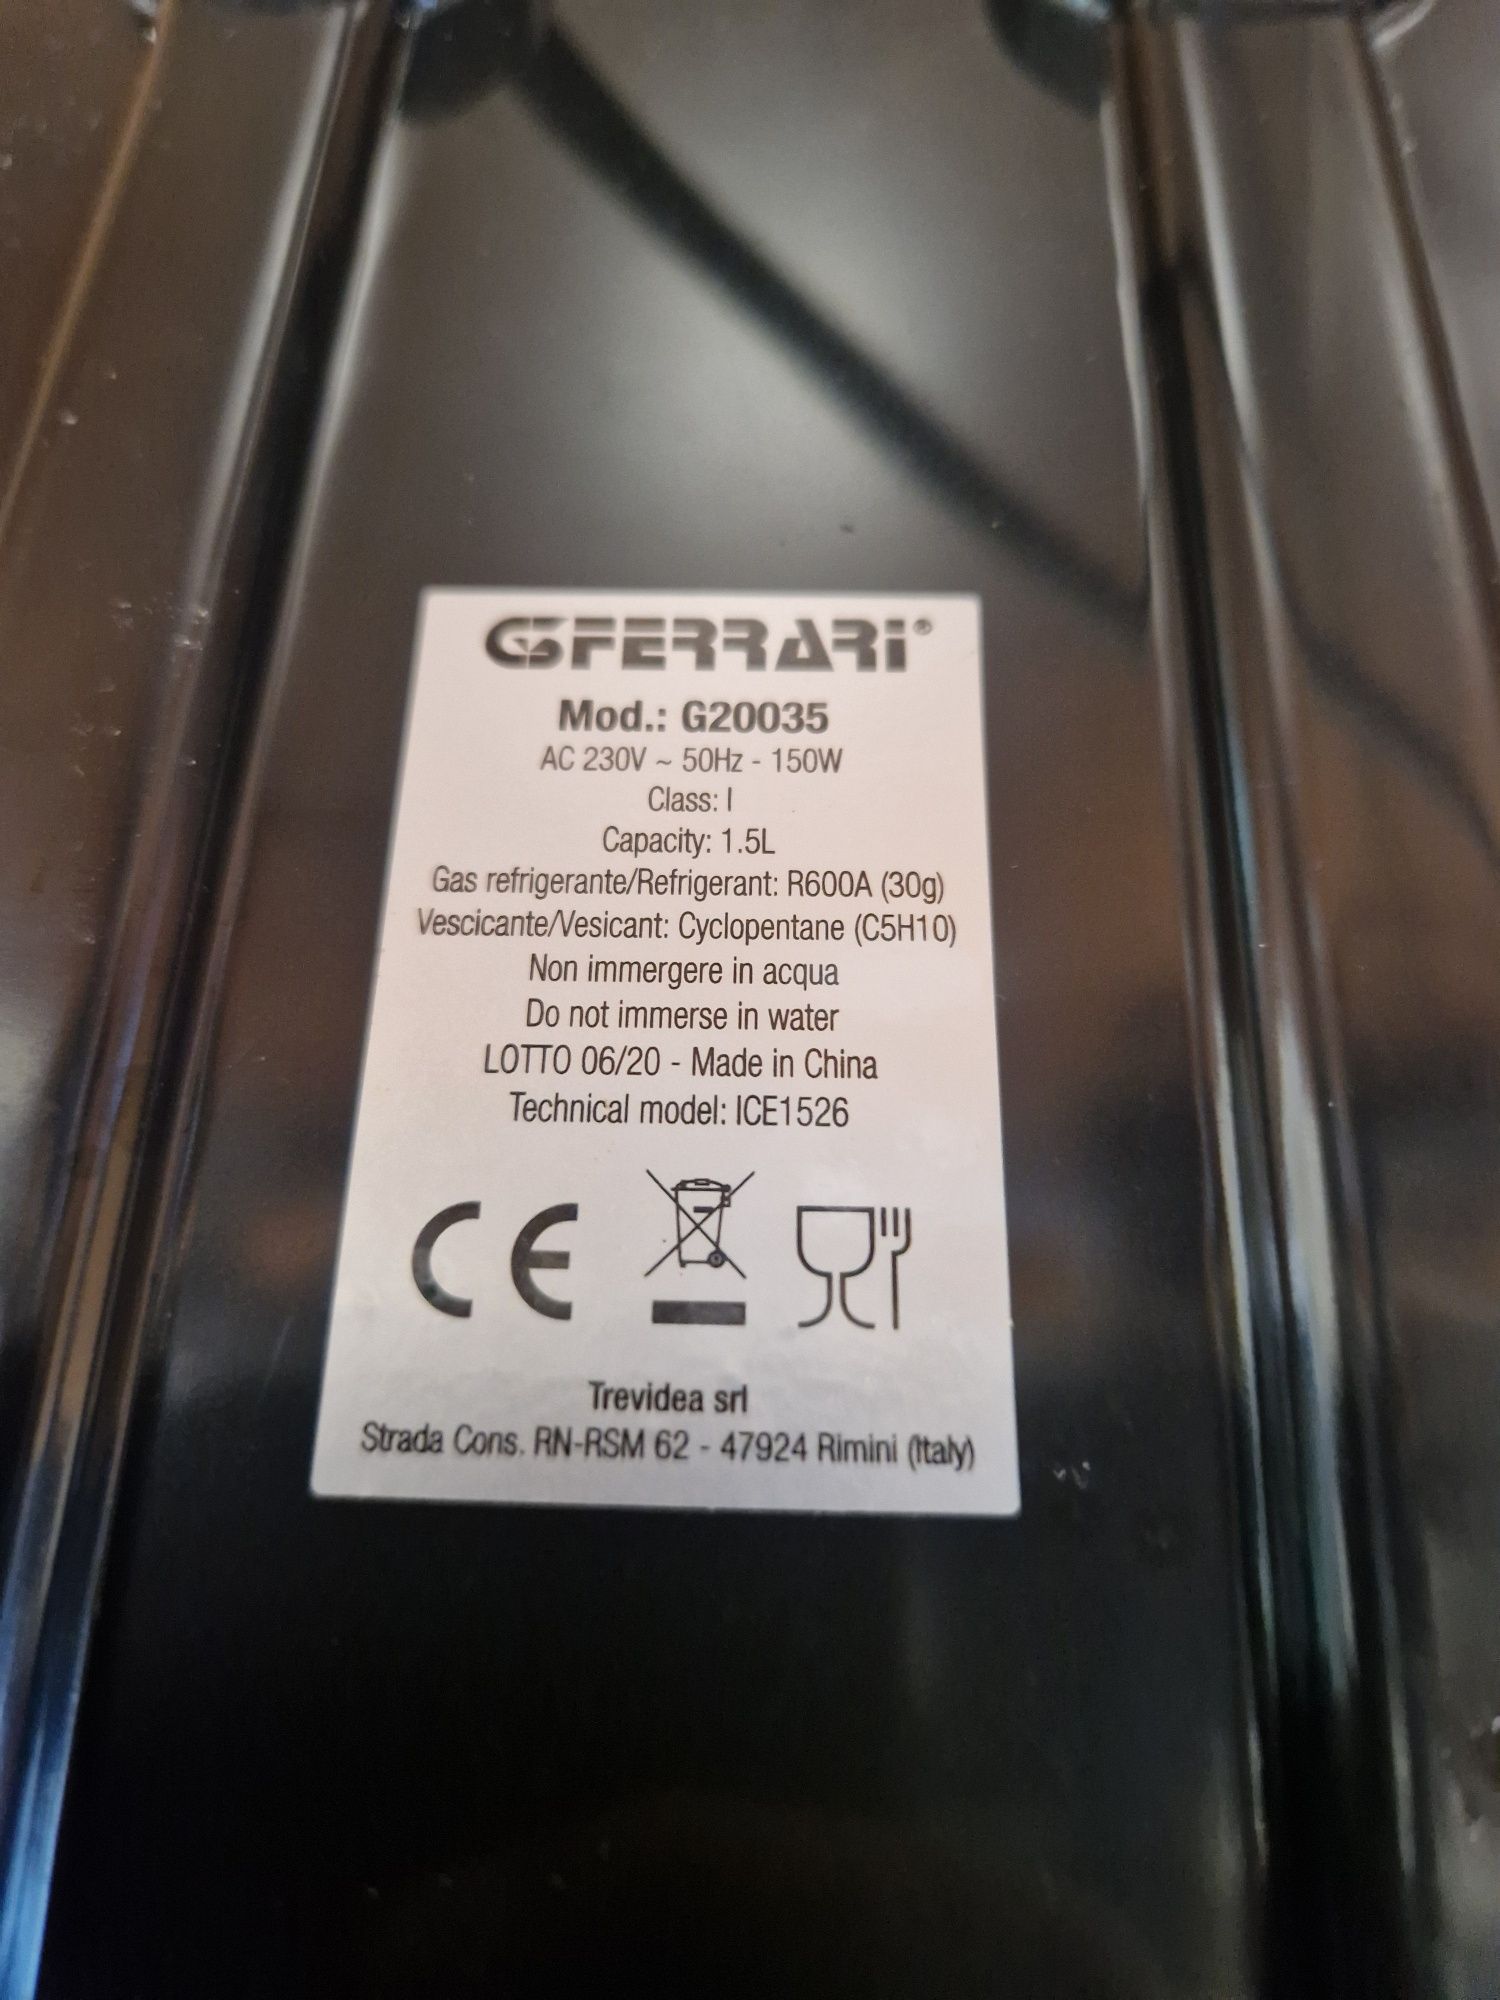 G3FERRARI®
Mod.: G20035
AC 230V ~ 50Hz - 150W
Class: I
Capacity: 1.5L
Gas refrigerante/Refrigerant: R600A (30g)
Vescicante/Vesicant: Cyclopentane (C5H10)
Non immergere in acqua
Do not immerse in water
LOTTO 06/20 - Made in China
Technical model: ICE1526
CE
Trevidea srl
Strada Cons. RN-RSM 62 - 47924 Rimini (Italy)